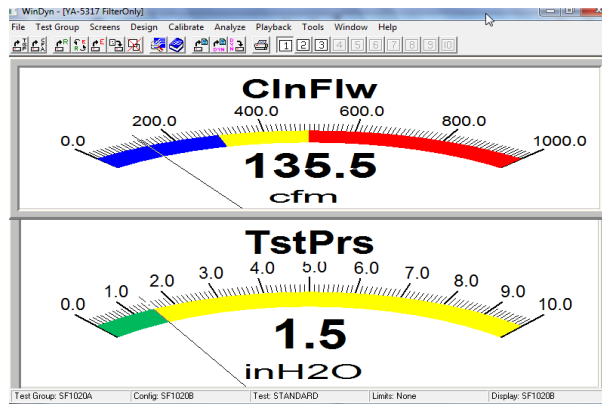 WinDyn - [YA-5317 FilterOnly]
File Test Group Screens Design Calibrate Analyze Playback Tools Window Help
1 2 3 4 5 6 7 8 9 10
ClnFlw
0.0 200.0 400.0 600.0 800.0 1000.0
135.5
cfm
TstPrs
0.0 1.0 2.0 3.0 4.0 5.0 6.0 7.0 8.0 9.0 10.0
1.5
inH2O
Test Group: SF1020A Config: SF1020B Test: STANDARD Limits: None Display: SF1020B